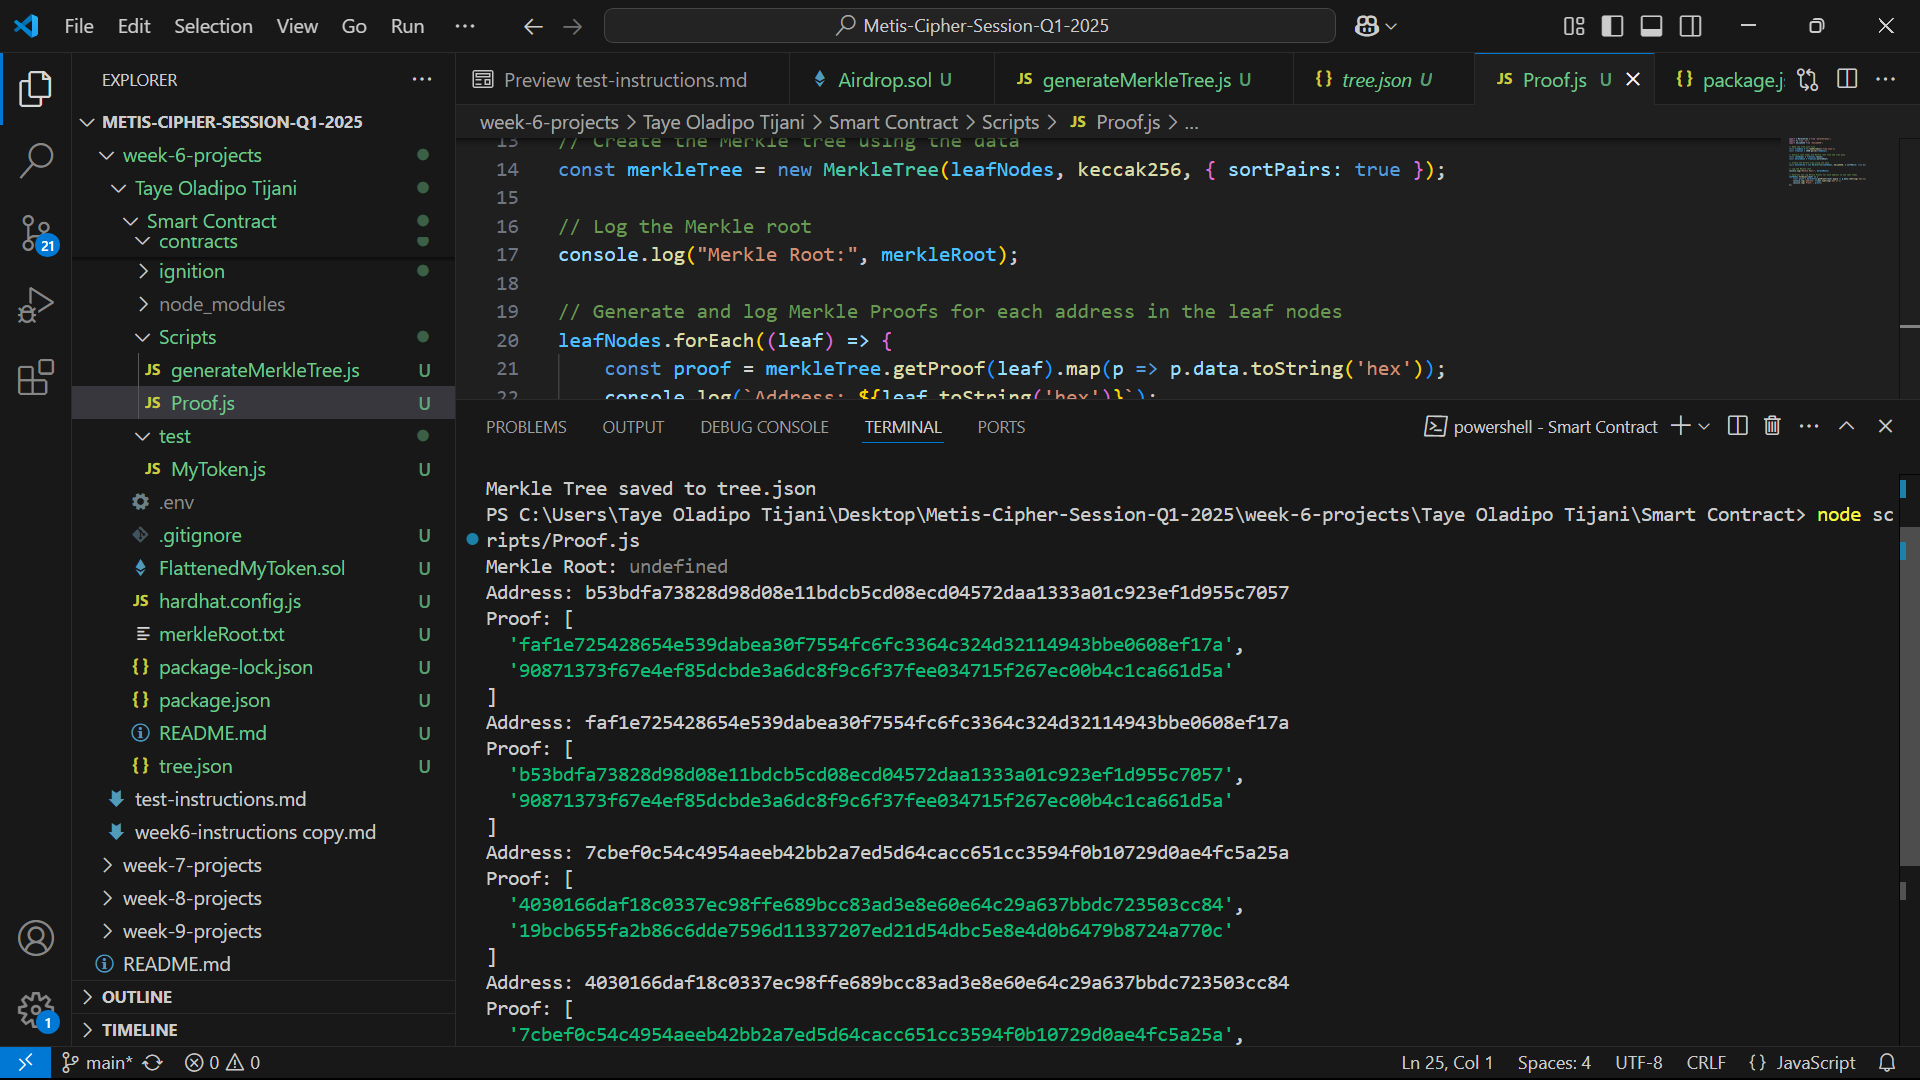 File Edit Selection View Go Run
Metis-Cipher-Session-Q1-2025
EXPLORER
METIS-CIPHER-SESSION-Q1-2025
week-6-projects
Taye Oladipo Tijani
Smart Contract
contracts
ignition
node_modules
Scripts
JS generateMerkleTree.js U
JS Proof.js U
test
JS MyToken.js U
.env
.gitignore U
FlattenedMyToken.sol U
JS hardhat.config.js U
merkleRoot.txt U
{} package-lock.json U
{} package.json U
README.md U
{} tree.json U
test-instructions.md
week6-instructions copy.md
week-7-projects
week-8-projects
week-9-projects
README.md
OUTLINE
TIMELINE
21
1
Preview test-instructions.md
Airdrop.sol U
JS generateMerkleTree.js U
{} tree.json U
JS Proof.js U
{} package.j
week-6-projects > Taye Oladipo Tijani > Smart Contract > Scripts > JS Proof.js > ...
13 // Create the Merkle tree using the data
14 const merkleTree = new MerkleTree(leafNodes, keccak256, { sortPairs: true });
15
16 // Log the Merkle root
17 console.log("Merkle Root:", merkleRoot);
18
19 // Generate and log Merkle Proofs for each address in the leaf nodes
20 leafNodes.forEach((leaf) => {
21 const proof = merkleTree.getProof(leaf).map(p => p.data.toString('hex'));
22 console.log(`Address: ${leaf.toString('hex')}`);
PROBLEMS OUTPUT DEBUG CONSOLE TERMINAL PORTS
powershell - Smart Contract
Merkle Tree saved to tree.json
PS C:\Users\Taye Oladipo Tijani\Desktop\Metis-Cipher-Session-Q1-2025\week-6-projects\Taye Oladipo Tijani\Smart Contract> node sc
ripts/Proof.js
Merkle Root: undefined
Address: b53bdfa73828d98d08e11bdcb5cd08ecd04572daa1333a01c923ef1d955c7057
Proof: [
'faf1e725428654e539dabea30f7554fc6fc3364c324d32114943bbe0608ef17a',
'90871373f67e4ef85dcbde3a6dc8f9c6f37fee034715f267ec00b4c1ca661d5a'
]
Address: faf1e725428654e539dabea30f7554fc6fc3364c324d32114943bbe0608ef17a
Proof: [
'b53bdfa73828d98d08e11bdcb5cd08ecd04572daa1333a01c923ef1d955c7057',
'90871373f67e4ef85dcbde3a6dc8f9c6f37fee034715f267ec00b4c1ca661d5a'
]
Address: 7cbef0c54c4954aeeb42bb2a7ed5d64cacc651cc3594f0b10729d0ae4fc5a25a
Proof: [
'4030166daf18c0337ec98ffe689bcc83ad3e8e60e64c29a637bbdc723503cc84',
'19bcb655fa2b86c6dde7596d11337207ed21d54dbc5e8e4d0b6479b8724a770c'
]
Address: 4030166daf18c0337ec98ffe689bcc83ad3e8e60e64c29a637bbdc723503cc84
Proof: [
'7cbef0c54c4954aeeb42bb2a7ed5d64cacc651cc3594f0b10729d0ae4fc5a25a',
main* 0 0
Ln 25, Col 1 Spaces: 4 UTF-8 CRLF {} JavaScript